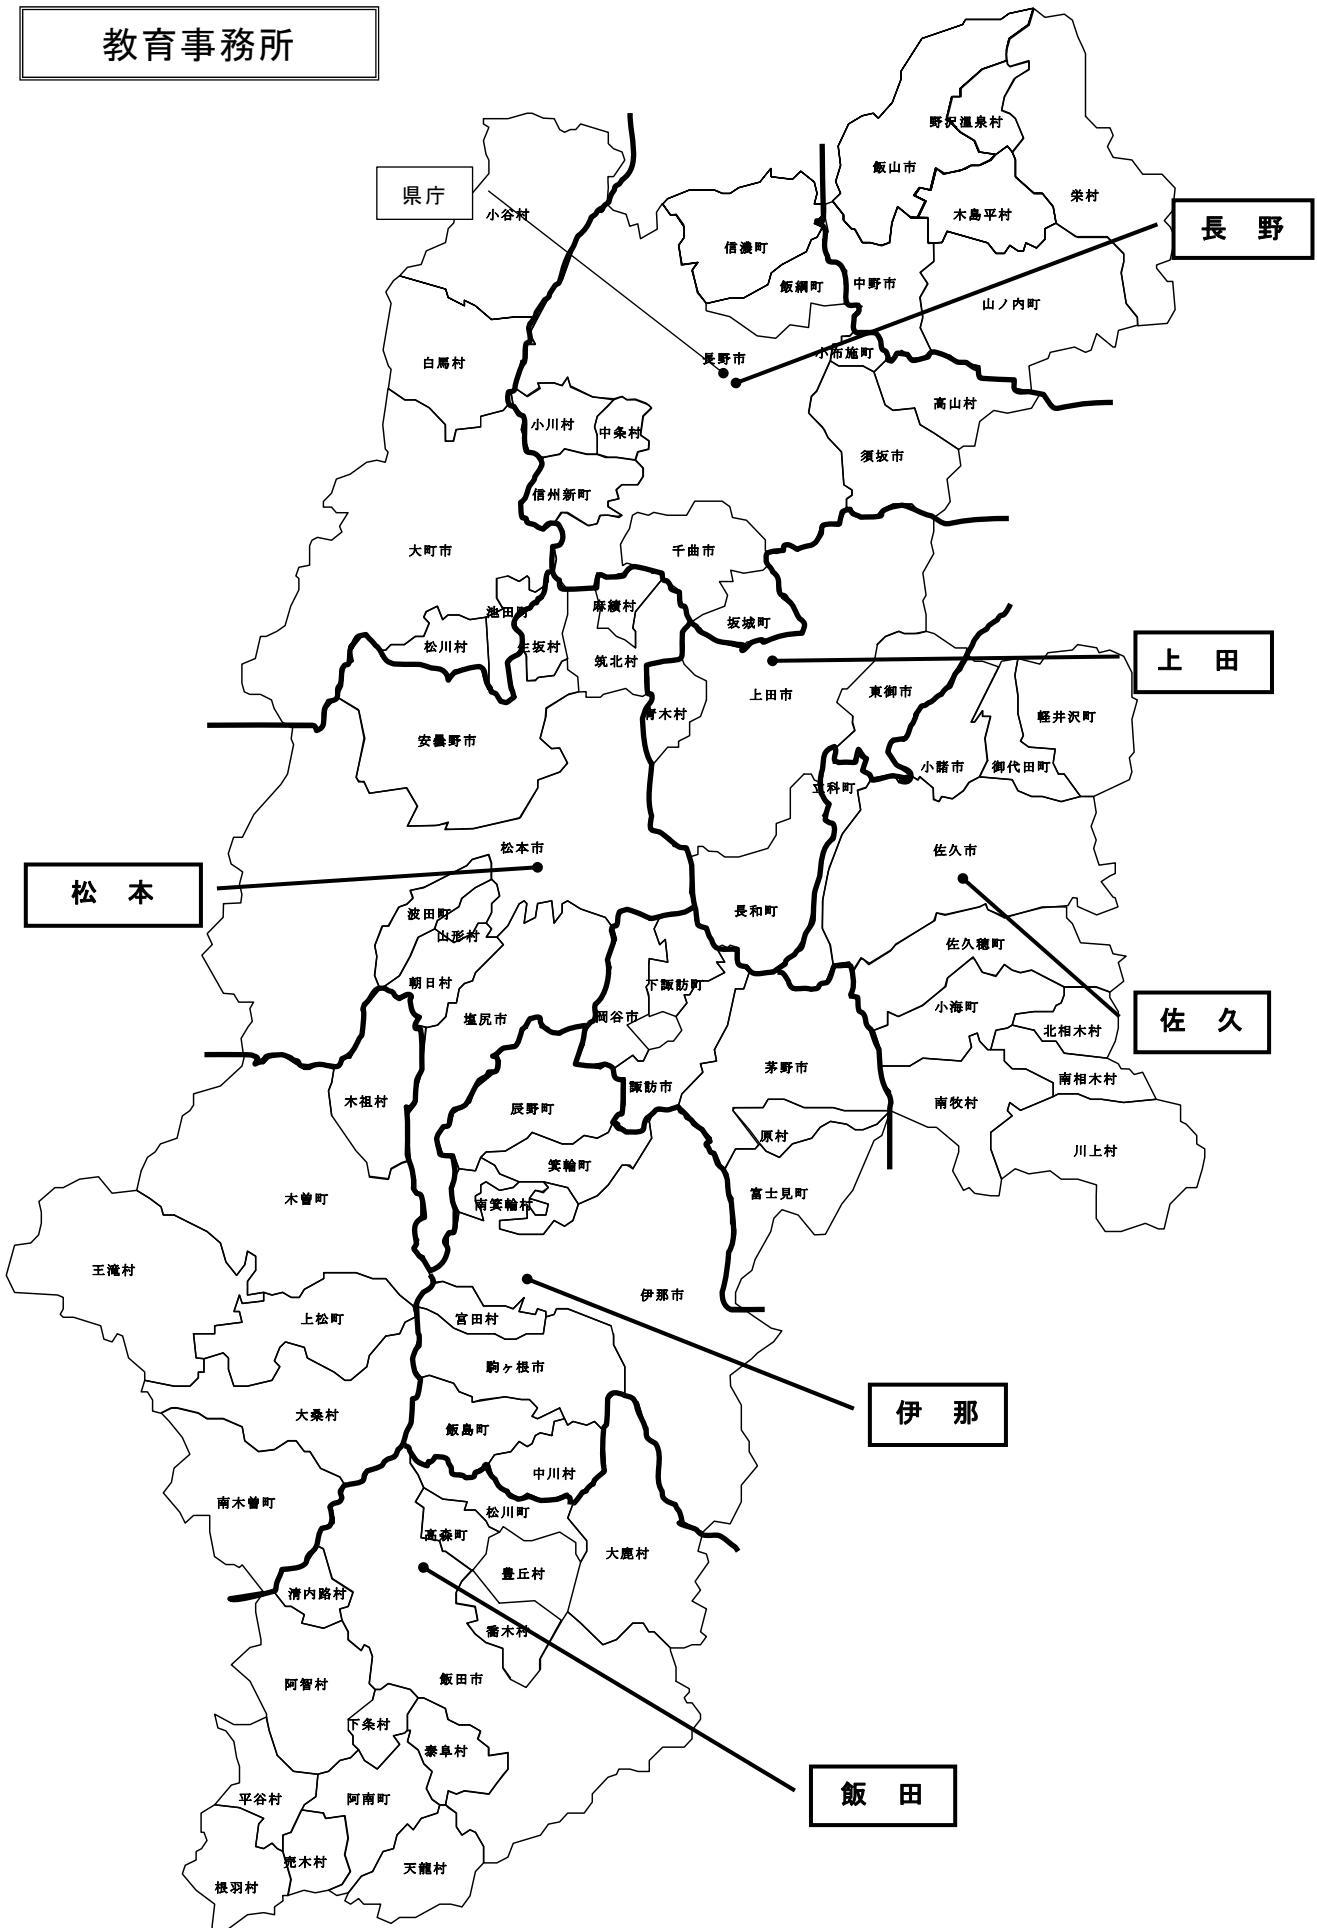 教育事務所
野沢温泉村
飯山市
県庁
栄村
小谷村
木島平村
長　野
信濃町
中野市
飯綱町
山ノ内町
小布施町
長野市
白馬村
高山村
小川村
中条村
須坂市
信州新町
大町市
千曲市
麻績村
池田町
坂城町
松川村
生坂村
筑北村
上　田
上田市
東御市
青木村
軽井沢町
安曇野市
小諸市
御代田町
立科町
松本市
佐久市
松　本
長和町
波田町
山形村
佐久穂町
朝日村
下諏訪町
小海町
塩尻市
岡谷市
佐　久
北相木村
茅野市
南相木村
諏訪市
木祖村
辰野町
南牧村
原村
川上村
箕輪町
木曽町
富士見町
南箕輪村
王滝村
伊那市
上松町
宮田村
駒ヶ根市
大桑村
伊　那
飯島町
中川村
南木曽町
松川町
高森町
大鹿村
豊丘村
清内路村
喬木村
飯田市
阿智村
下条村
泰阜村
飯　田
平谷村
阿南町
売木村
天龍村
根羽村